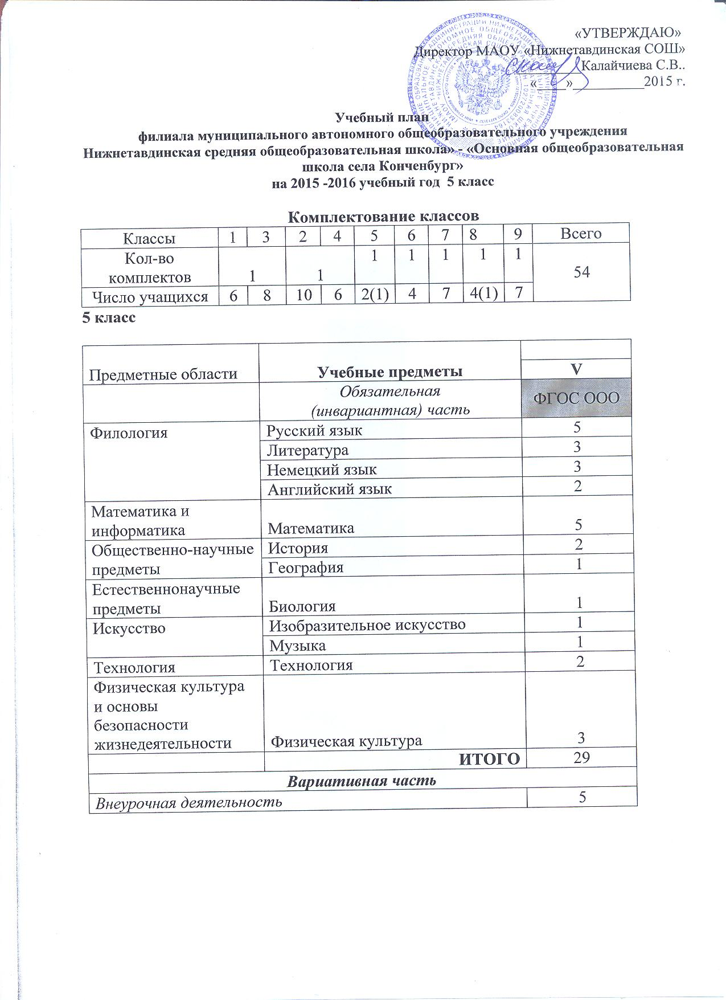 «УТВЕРЖДАЮ»
Директор МАОУ «Нижнетавдинская СОШ»
_________Калайчиева С.В..
«____»__________2015 г.
Учебный план
филиала муниципального автономного общеобразовательного учреждения
Нижнетавдинская средняя общеобразовательная школа» - «Основная общеобразовательная
школа села Конченбург»
на 2015 -2016 учебный год 5 класс
Комплектование классов
Классы 1 3 2 4 5 6 7 8 9 Всего
Кол-во комплектов 1 1 1 1 1 1 1 54
Число учащихся 6 8 10 6 2(1) 4 7 4(1) 7
5 класс
Предметные области Учебные предметы V
Обязательная
(инвариантная) часть ФГОС ООО
Филология Русский язык 5
Литература 3
Немецкий язык 3
Английский язык 2
Математика и
информатика Математика 5
Общественно-научные История 2
предметы География 1
Естественнонаучные
предметы Биология 1
Искусство Изобразительное искусство 1
Музыка 1
Технология Технология 2
Физическая культура
и основы
безопасности
жизнедеятельности Физическая культура 3
ИТОГО 29
Вариативная часть
Внеурочная деятельность 5